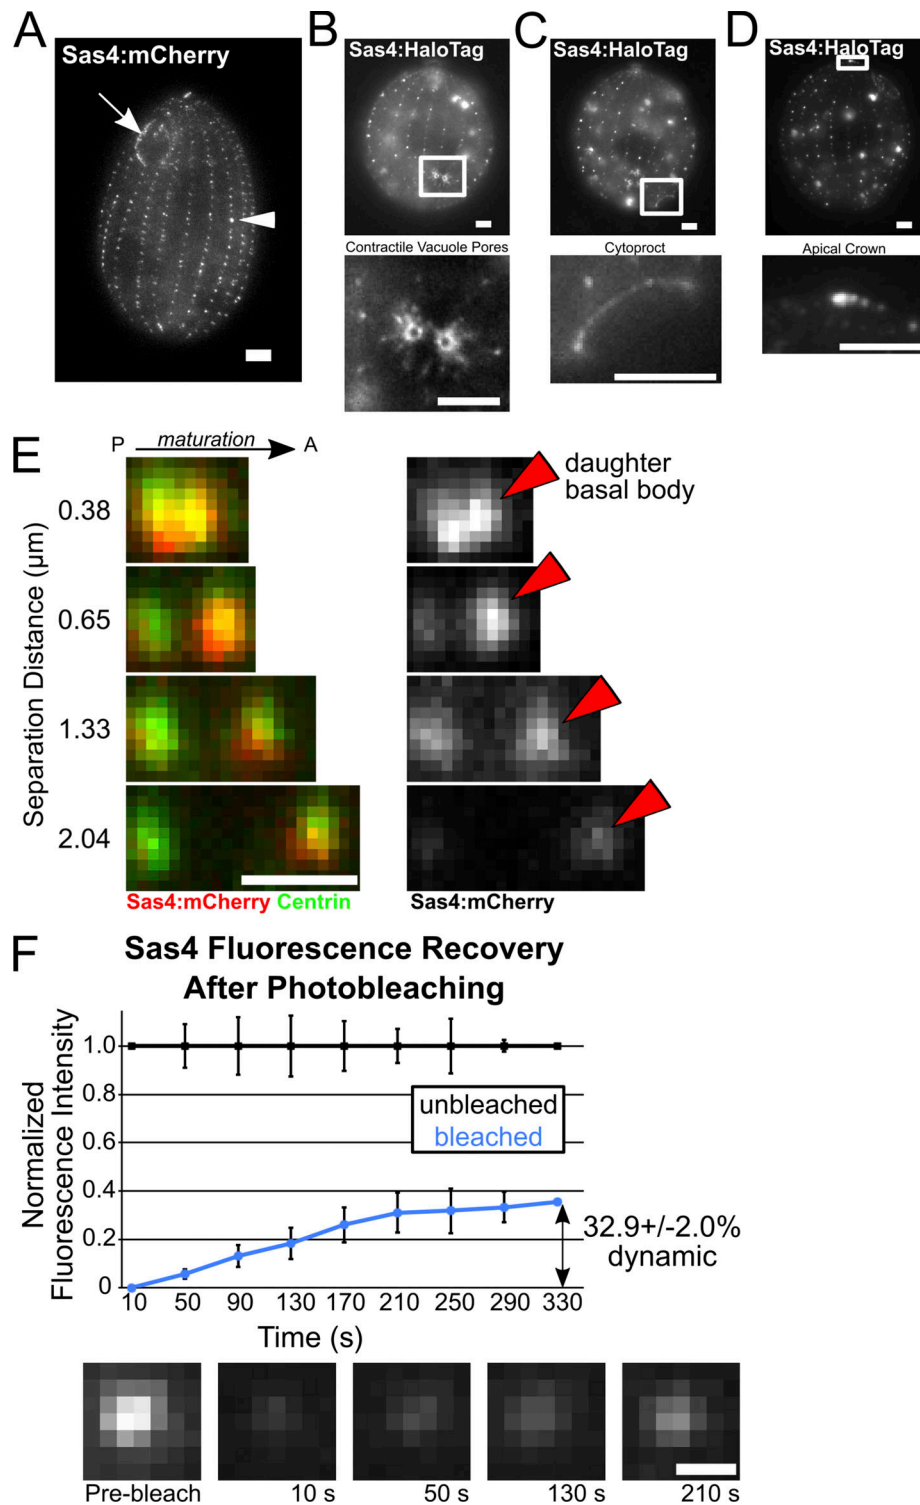 A
Sas4:mCherry
B
Sas4:HaloTag
Contractile Vacuole Pores
C
Sas4:HaloTag
Cytoproct
D
Sas4:HaloTag
Apical Crown
E
P maturation A
Separation Distance (μm)
0.38
0.65
1.33
2.04
daughter
basal body
Sas4:mCherry Centrin
Sas4:mCherry
F
Sas4 Fluorescence Recovery
After Photobleaching
Normalized
Fluorescence Intensity
1.0
0.8
0.6
0.4
0.2
0
unbleached
bleached
32.9+/-2.0%
dynamic
10 50 90 130 170 210 250 290 330
Time (s)
Pre-bleach 10 s 50 s 130 s 210 s